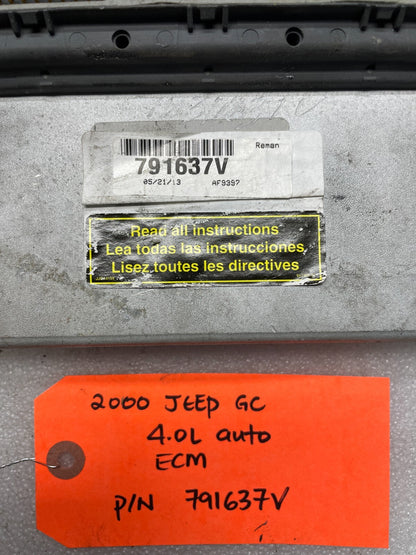 Reman
791637V
05/21/13 AF9397
Read all instructions
Lea todas las instrucciones
Lisez toutes les directives
2000 JEEP GC
4.0L auto
ECM
P/N 791637V